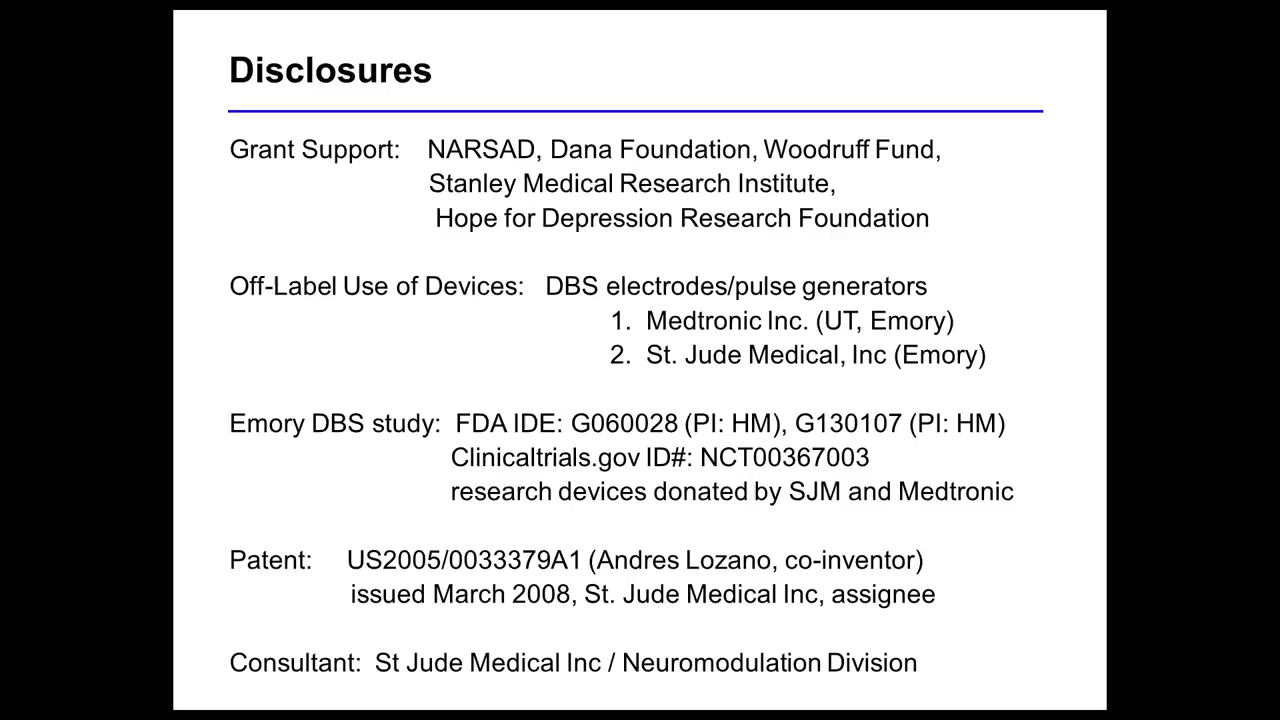 Disclosures
Grant Support: NARSAD, Dana Foundation, Woodruff Fund,
Stanley Medical Research Institute,
Hope for Depression Research Foundation
Off-Label Use of Devices: DBS electrodes/pulse generators
1. Medtronic Inc. (UT, Emory)
2. St. Jude Medical, Inc (Emory)
Emory DBS study: FDA IDE: G060028 (PI: HM), G130107 (PI: HM)
Clinicaltrials.gov ID#: NCT00367003
research devices donated by SJM and Medtronic
Patent: US2005/0033379A1 (Andres Lozano, co-inventor)
issued March 2008, St. Jude Medical Inc, assignee
Consultant: St Jude Medical Inc / Neuromodulation Division